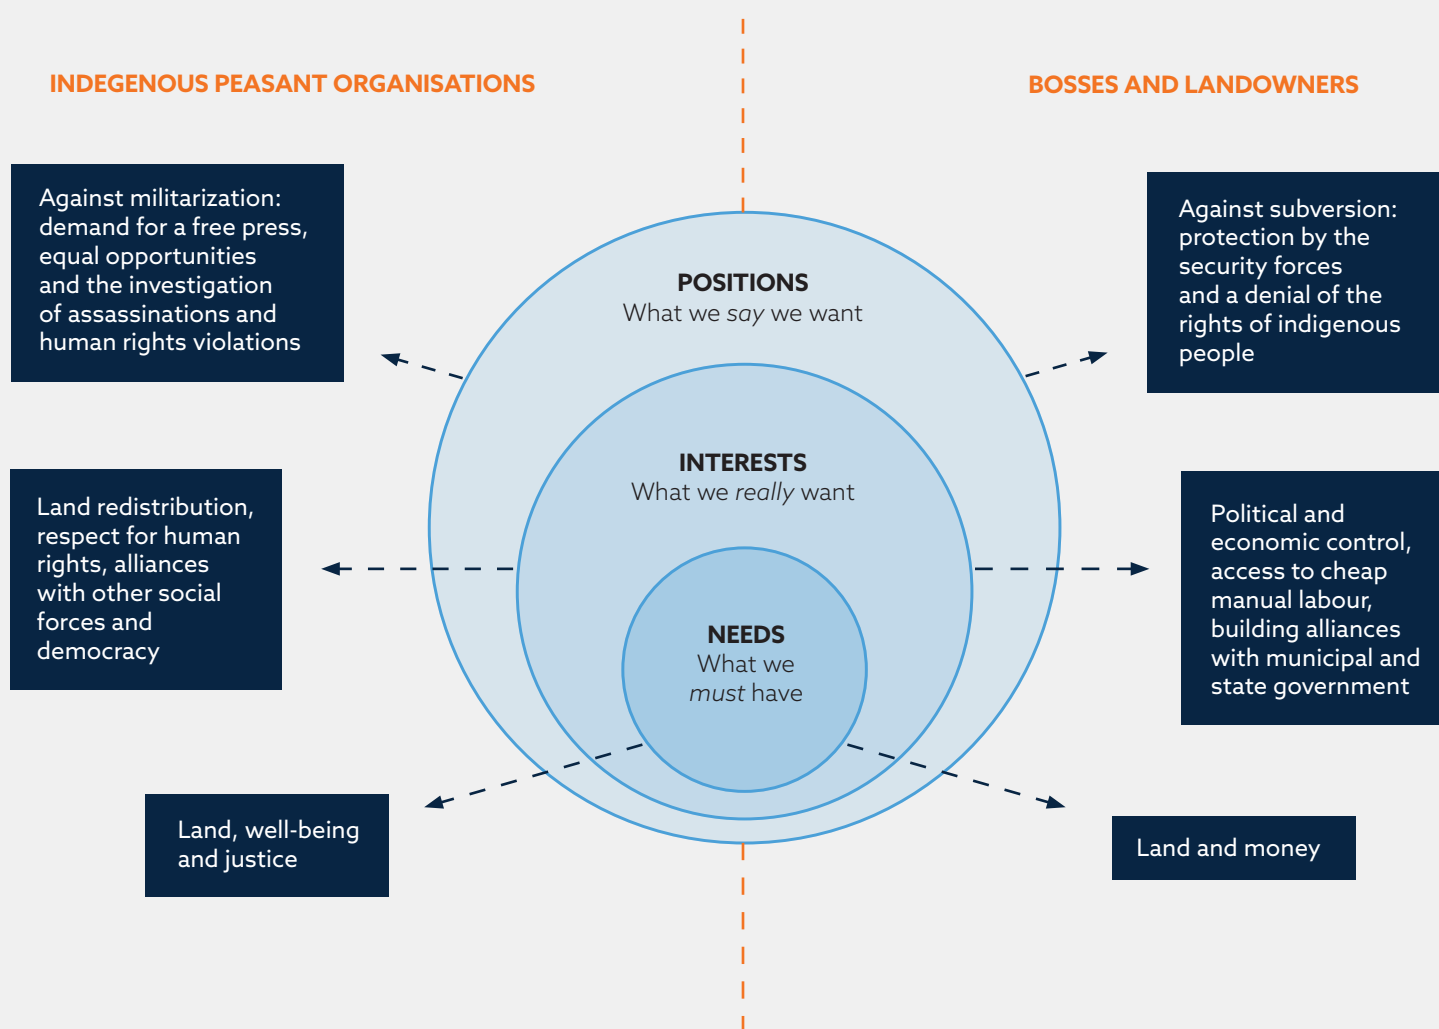 INDEGENOUS PEASANT ORGANISATIONS
BOSSES AND LANDOWNERS
Against militarization:
demand for a free press,
equal opportunities
and the investigation
of assassinations and
human rights violations
POSITIONS
What we say we want
Against subversion:
protection by the
security forces
and a denial of the
rights of indigenous
people
Land redistribution,
respect for human
rights, alliances
with other social
forces and
democracy
INTERESTS
What we really want
Political and
economic control,
access to cheap
manual labour,
building alliances
with municipal and
state government
NEEDS
What we
must have
Land, well-being
and justice
Land and money